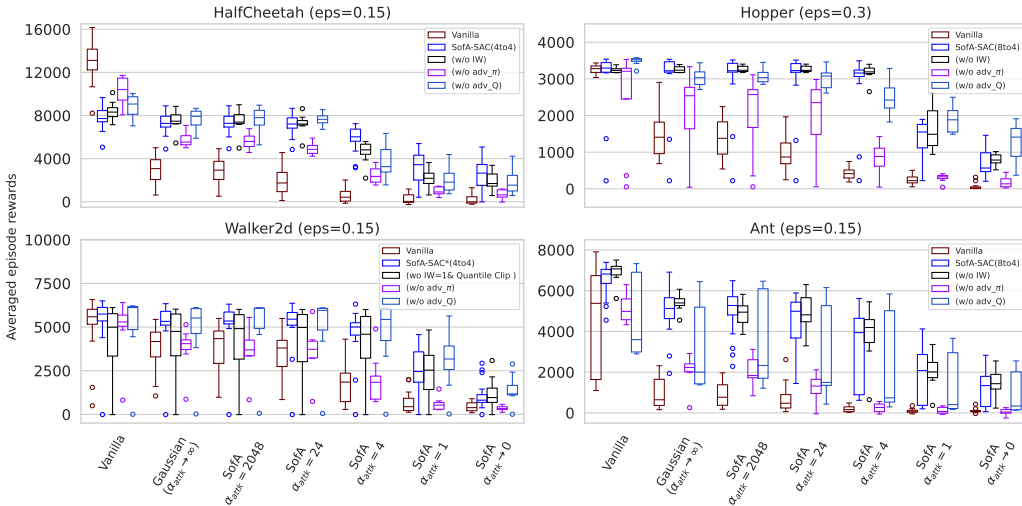 HalfCheetah (eps=0.15)
16000
12000
8000
4000
0
Vanilla
SofA-SAC(4to4)
(w/o IW)
(w/o adv_π)
(w/o adv_Q)
Hopper (eps=0.3)
4000
3000
2000
1000
0
Vanilla
SofA-SAC(8to4)
(w/o IW)
(w/o adv_π)
(w/o adv_Q)
Averaged episode rewards
Walker2d (eps=0.15)
10000
7500
5000
2500
0
Vanilla
SofA-SAC*(4to4)
(wo IW=1& Quantile Clip )
(w/o adv_π)
(w/o adv_Q)
Ant (eps=0.15)
8000
6000
4000
2000
0
Vanilla
SofA-SAC(8to4)
(w/o IW)
(w/o adv_π)
(w/o adv_Q)
Vanilla
Gaussian
(α_attk → ∞)
SofA
α_attk = 2048
SofA
α_attk = 24
SofA
α_attk = 4
SofA
α_attk = 1
SofA
α_attk → 0
Vanilla
Gaussian
(α_attk → ∞)
SofA
α_attk = 2048
SofA
α_attk = 24
SofA
α_attk = 4
SofA
α_attk = 1
SofA
α_attk → 0